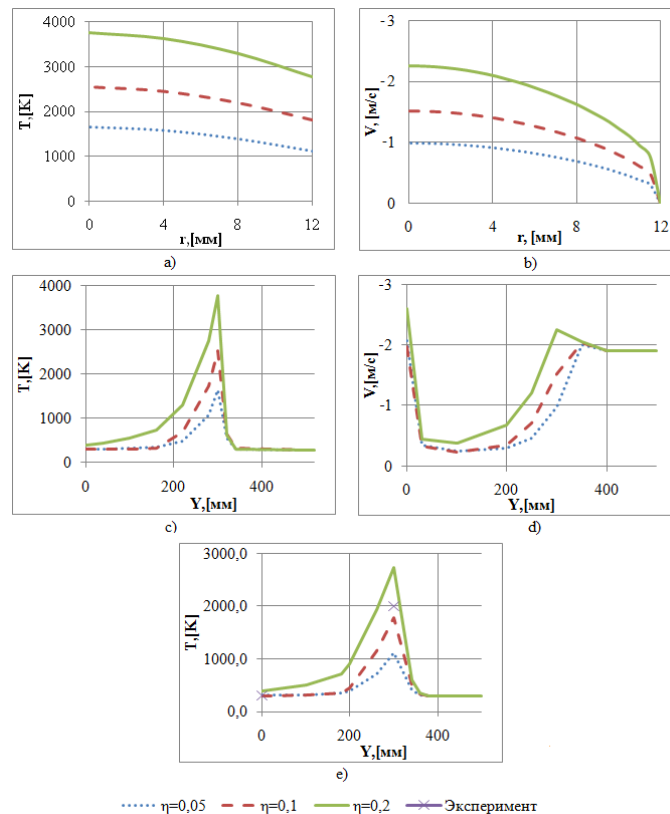 4000
3000
2000
1000
0
T,[K]
0 4 8 12
r,[мм]
a)
-3
-2
-1
0
V, [м/с]
0 4 8 12
r, [мм]
b)
4000
3000
2000
1000
0
T,[K]
0 200 400
Y,[мм]
c)
-3
-2
-1
0
V,[м/с]
0 200 400
Y,[мм]
d)
3000,0
2000,0
1000,0
0,0
T,[K]
0 200 400
Y,[мм]
e)
η=0,05 η=0,1 η=0,2 Эксперимент